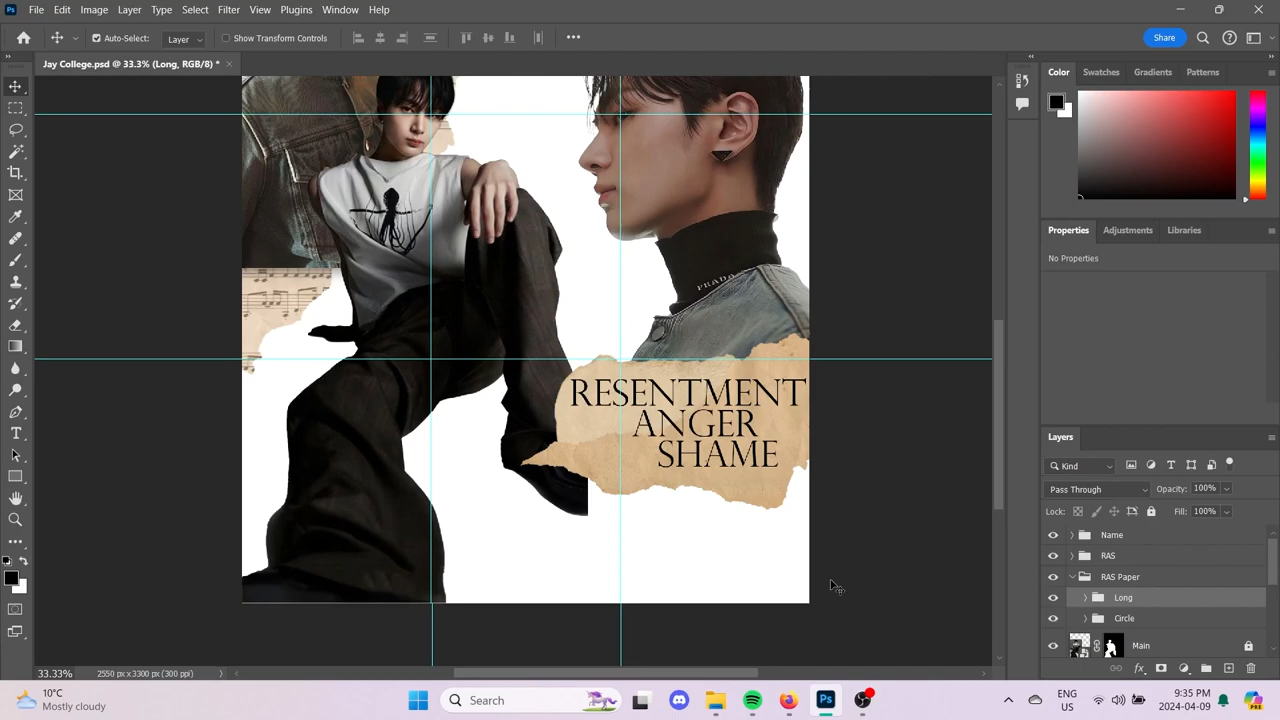 File Edit Image Layer Type Select Filter View Plugins Window Help
Auto-Select: Layer Show Transform Controls Share
Jay College.psd @ 33.3% (Long, RGB/8) *
Color Swatches Gradients Patterns
Properties Adjustments Libraries
No Properties
PRADA
RESENTMENT
ANGER
SHAME
Layers
Kind
Pass Through Opacity: 100%
Lock: Fill: 100%
Name
RAS
RAS Paper
Long
Circle
Main
33.33% 2550 px x 3300 px (300 ppi)
10°C
Mostly cloudy
Search
ENG
US
9:35 PM
2024-04-09